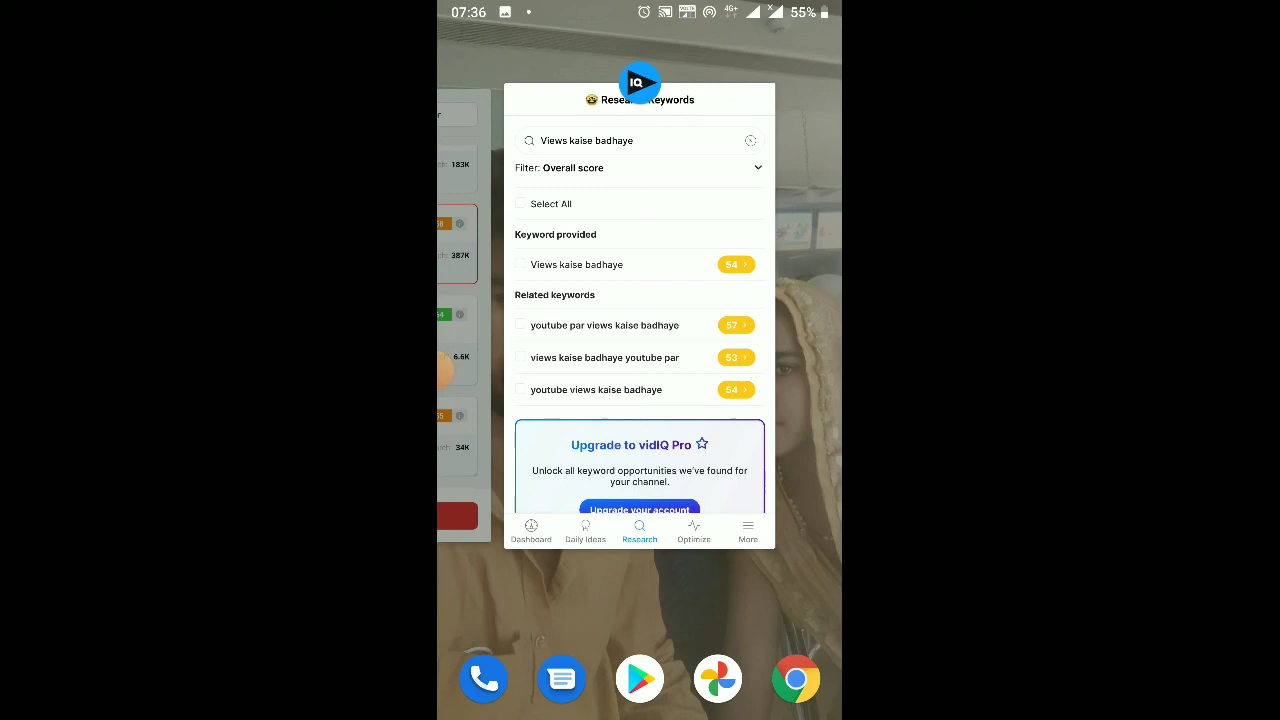 07:36
4G+
VOLTE
55%
IQ
Research Keywords
Views kaise badhaye
Filter: Overall score
Select All
Keyword provided
Views kaise badhaye 54
Related keywords
youtube par views kaise badhaye 57
views kaise badhaye youtube par 53
youtube views kaise badhaye 54
Upgrade to vidIQ Pro
Unlock all keyword opportunities we've found for
your channel.
Upgrade your account
Dashboard Daily Ideas Research Optimize More
183K
387K
6.6K
34K